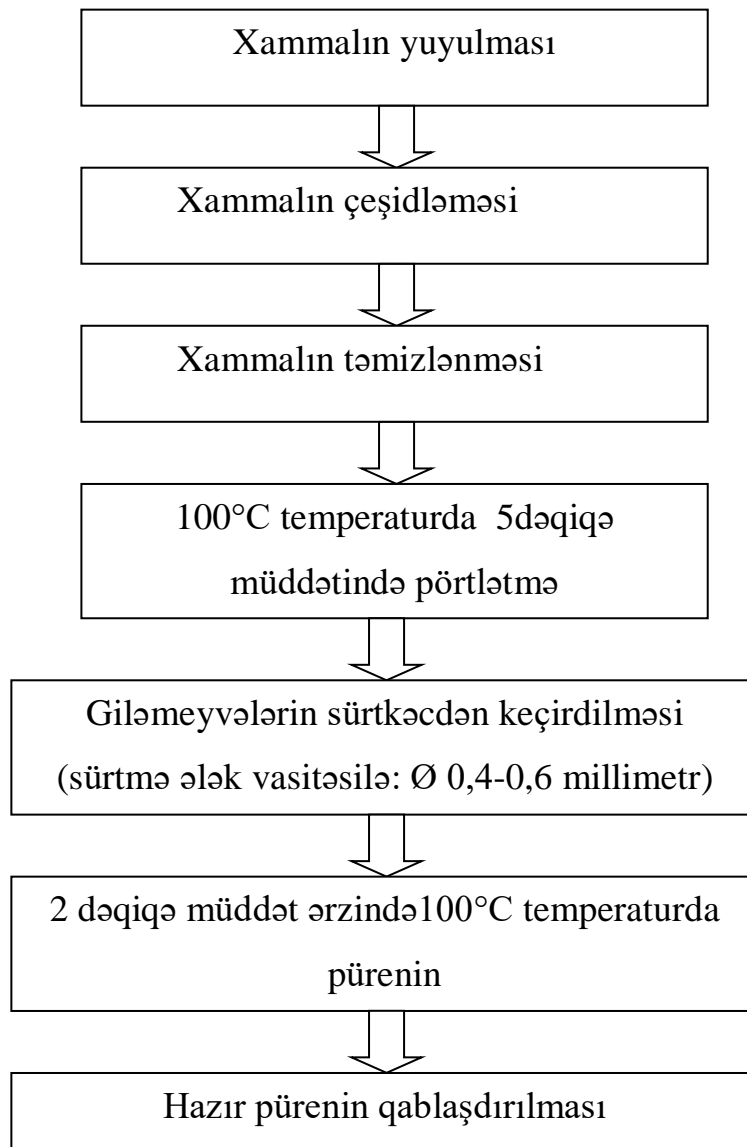 Xammalın yuyulması
Xammalın çeşidləməsi
Xammalın təmizlənməsi
100°C temperaturda 5dəqiqə
müddətində pörtlətmə
Giləmeyvələrin sürtkəcdən keçirdilməsi
(sürtmə ələk vasitəsilə: Ø 0,4-0,6 millimetr)
2 dəqiqə müddət ərzində100°C temperaturda
pürenin
Hazır pürenin qablaşdırılması